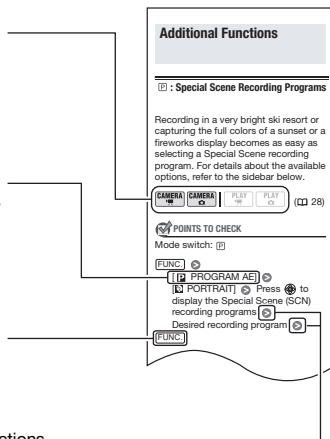 Additional Functions
P : Special Scene Recording Programs
Recording in a very bright ski resort or
capturing the full colors of a sunset or a
fireworks display becomes as easy as
selecting a Special Scene recording
program. For details about the available
options, refer to the sidebar below.
CAMERA CAMERA PLAY PLAY
( 28)
POINTS TO CHECK
Mode switch: P
FUNC.
[ P PROGRAM AE]
[ PORTRAIT] Press to
display the Special Scene (SCN)
recording programs
Desired recording program
FUNC.